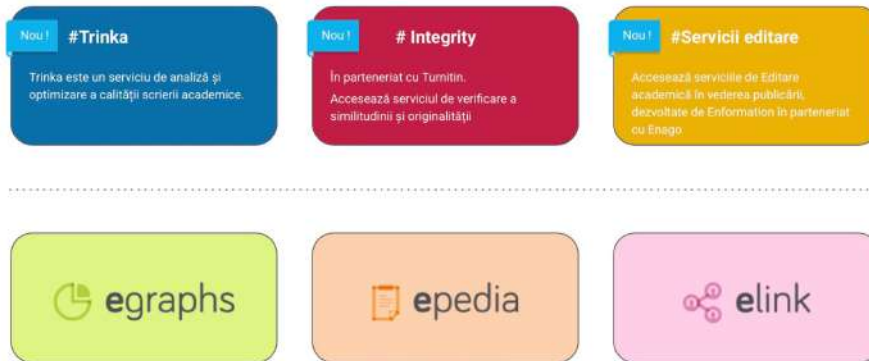 Nou !
#Trinka
Trinka este un serviciu de analiză și
optimizare a calității scrierii academice.
Nou !
# Integrity
În parteneriat cu Turnitin.
Accesează serviciul de verificare a
similitudinii și originalității
Nou !
#Servicii editare
Accesează serviciile de Editare
academică în vederea publicării,
dezvoltate de Enformation în parteneriat
cu Enago
egraphs
epedia
elink